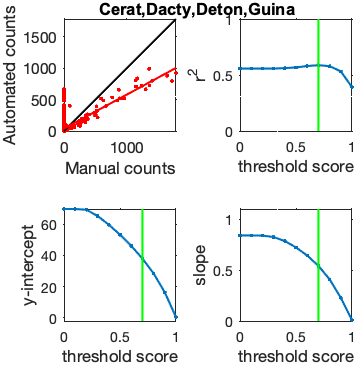 Cerat,Dacty,Deton,Guina
Automated counts
1500
1000
500
0
0
1000
Manual counts
r²
1
0.5
0
0
0.5
1
threshold score
y-intercept
60
40
20
0
0
0.5
1
threshold score
slope
1
0.5
0
0
0.5
1
threshold score